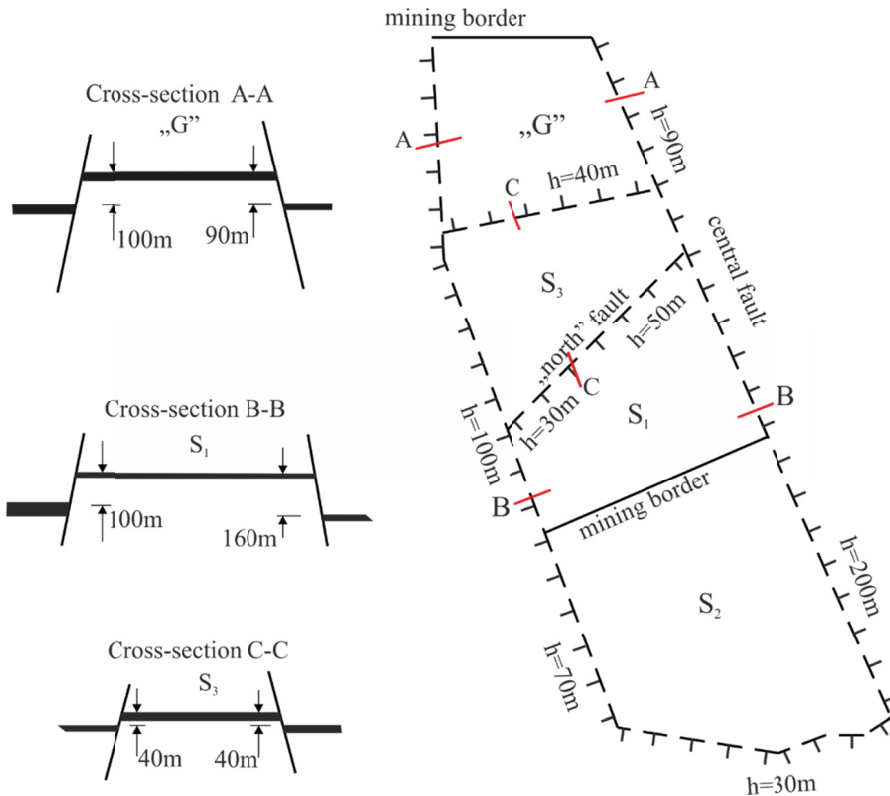 mining border
Cross-section A-A
„G”
100m
90m
Cross-section B-B
S₁
100m
160m
Cross-section C-C
S₃
40m
40m
A
A
„G”
h=90m
C
h=40m
S₃
central fault
„north” fault
h=50m
C
h=30m
S₁
B
h=100m
B
mining border
h=200m
S₂
h=70m
h=30m